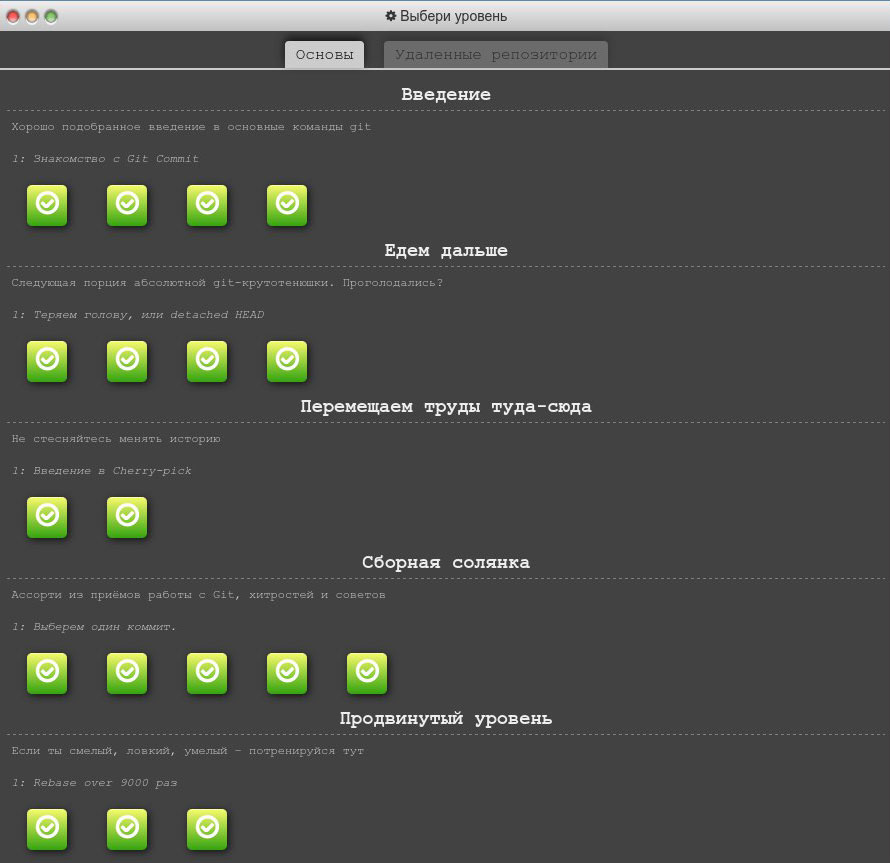 Выбери уровень
Основы
Удаленные репозитории
Введение
Хорошо подобранное введение в основные команды git
1: Знакомство с Git Commit
Едем дальше
Следующая порция абсолютной git-крутотенюшки. Проголодались?
1: Теряем голову, или detached HEAD
Перемещаем труды туда-сюда
Не стесняйтесь менять историю
1: Введение в Cherry-pick
Сборная солянка
Ассорти из приёмов работы с Git, хитростей и советов
1: Выберем один коммит.
Продвинутый уровень
Если ты смелый, ловкий, умелый – потренируйся тут
1: Rebase over 9000 раз